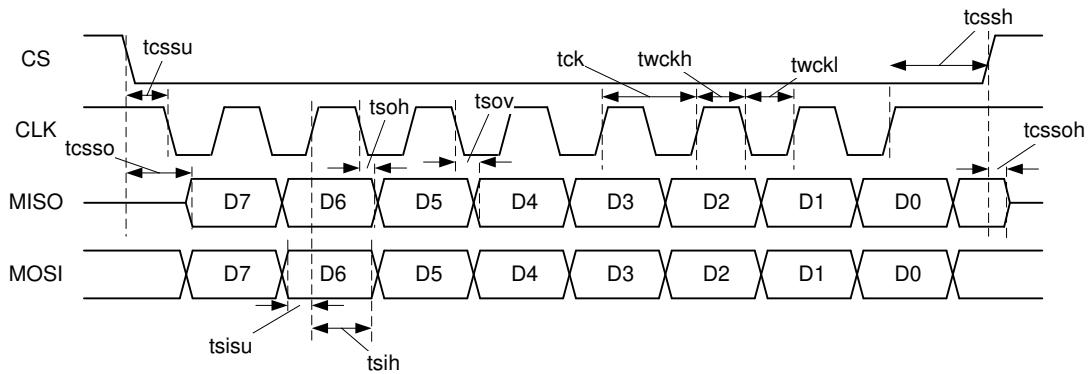 tcssh
tcssu
CS
tck
twckh
twckl
tsoh
tsov
CLK
tcsso
tcssoh
MISO
D7 D6 D5 D4 D3 D2 D1 D0
MOSI
D7 D6 D5 D4 D3 D2 D1 D0
tsisu
tsih